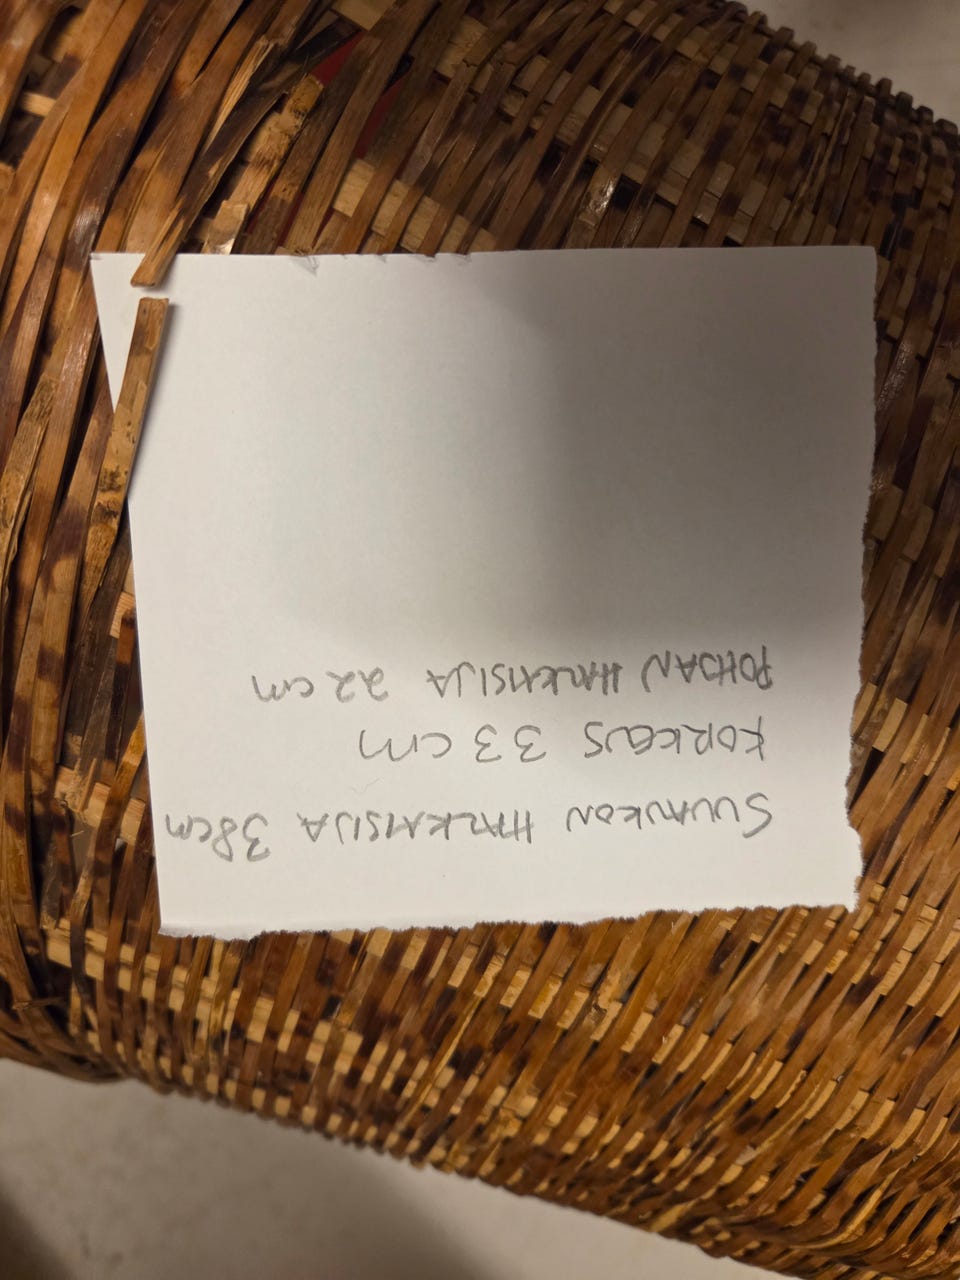 SUUAUKON HALKAISIJA 38cm
KORKEUS 33 cm
POHJAN HALKAISIJA 22 cm